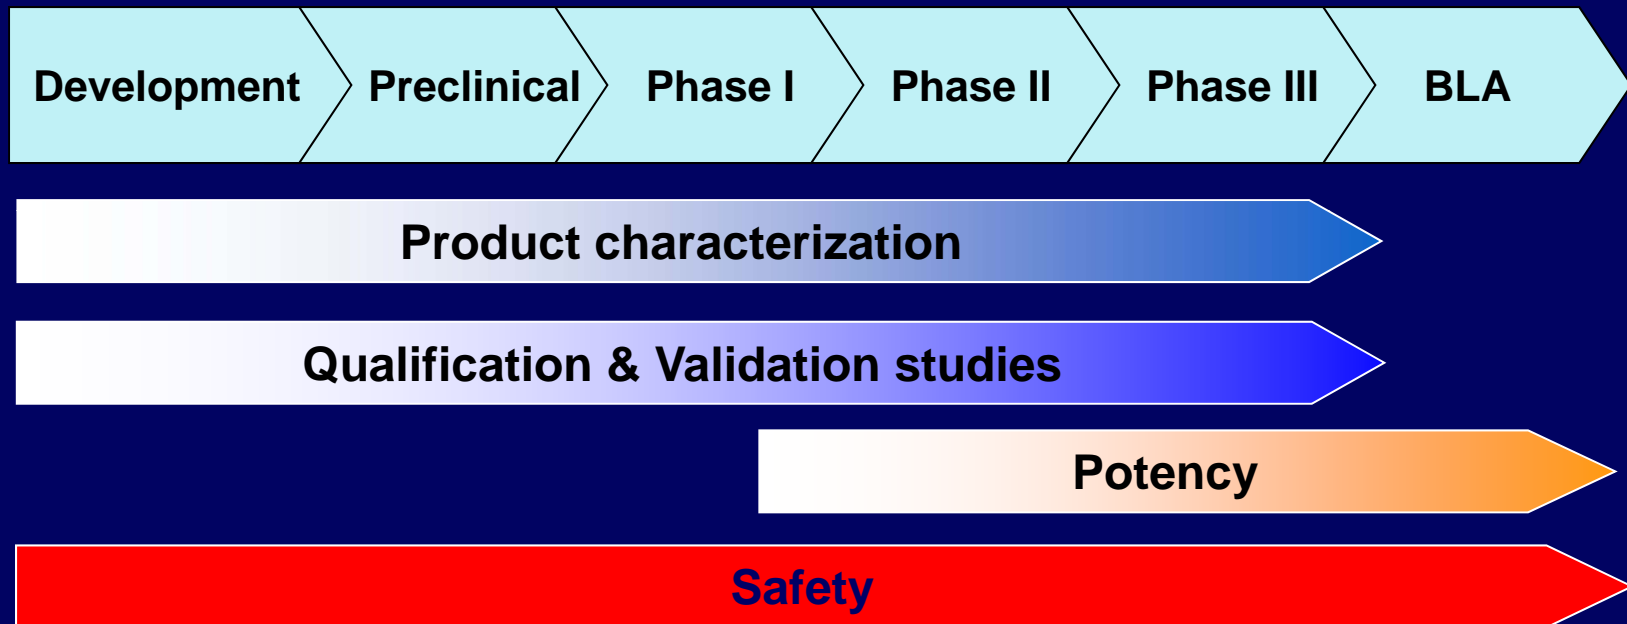 Development Preclinical Phase I Phase II Phase III BLA
Product characterization
Qualification & Validation studies
Potency
Safety